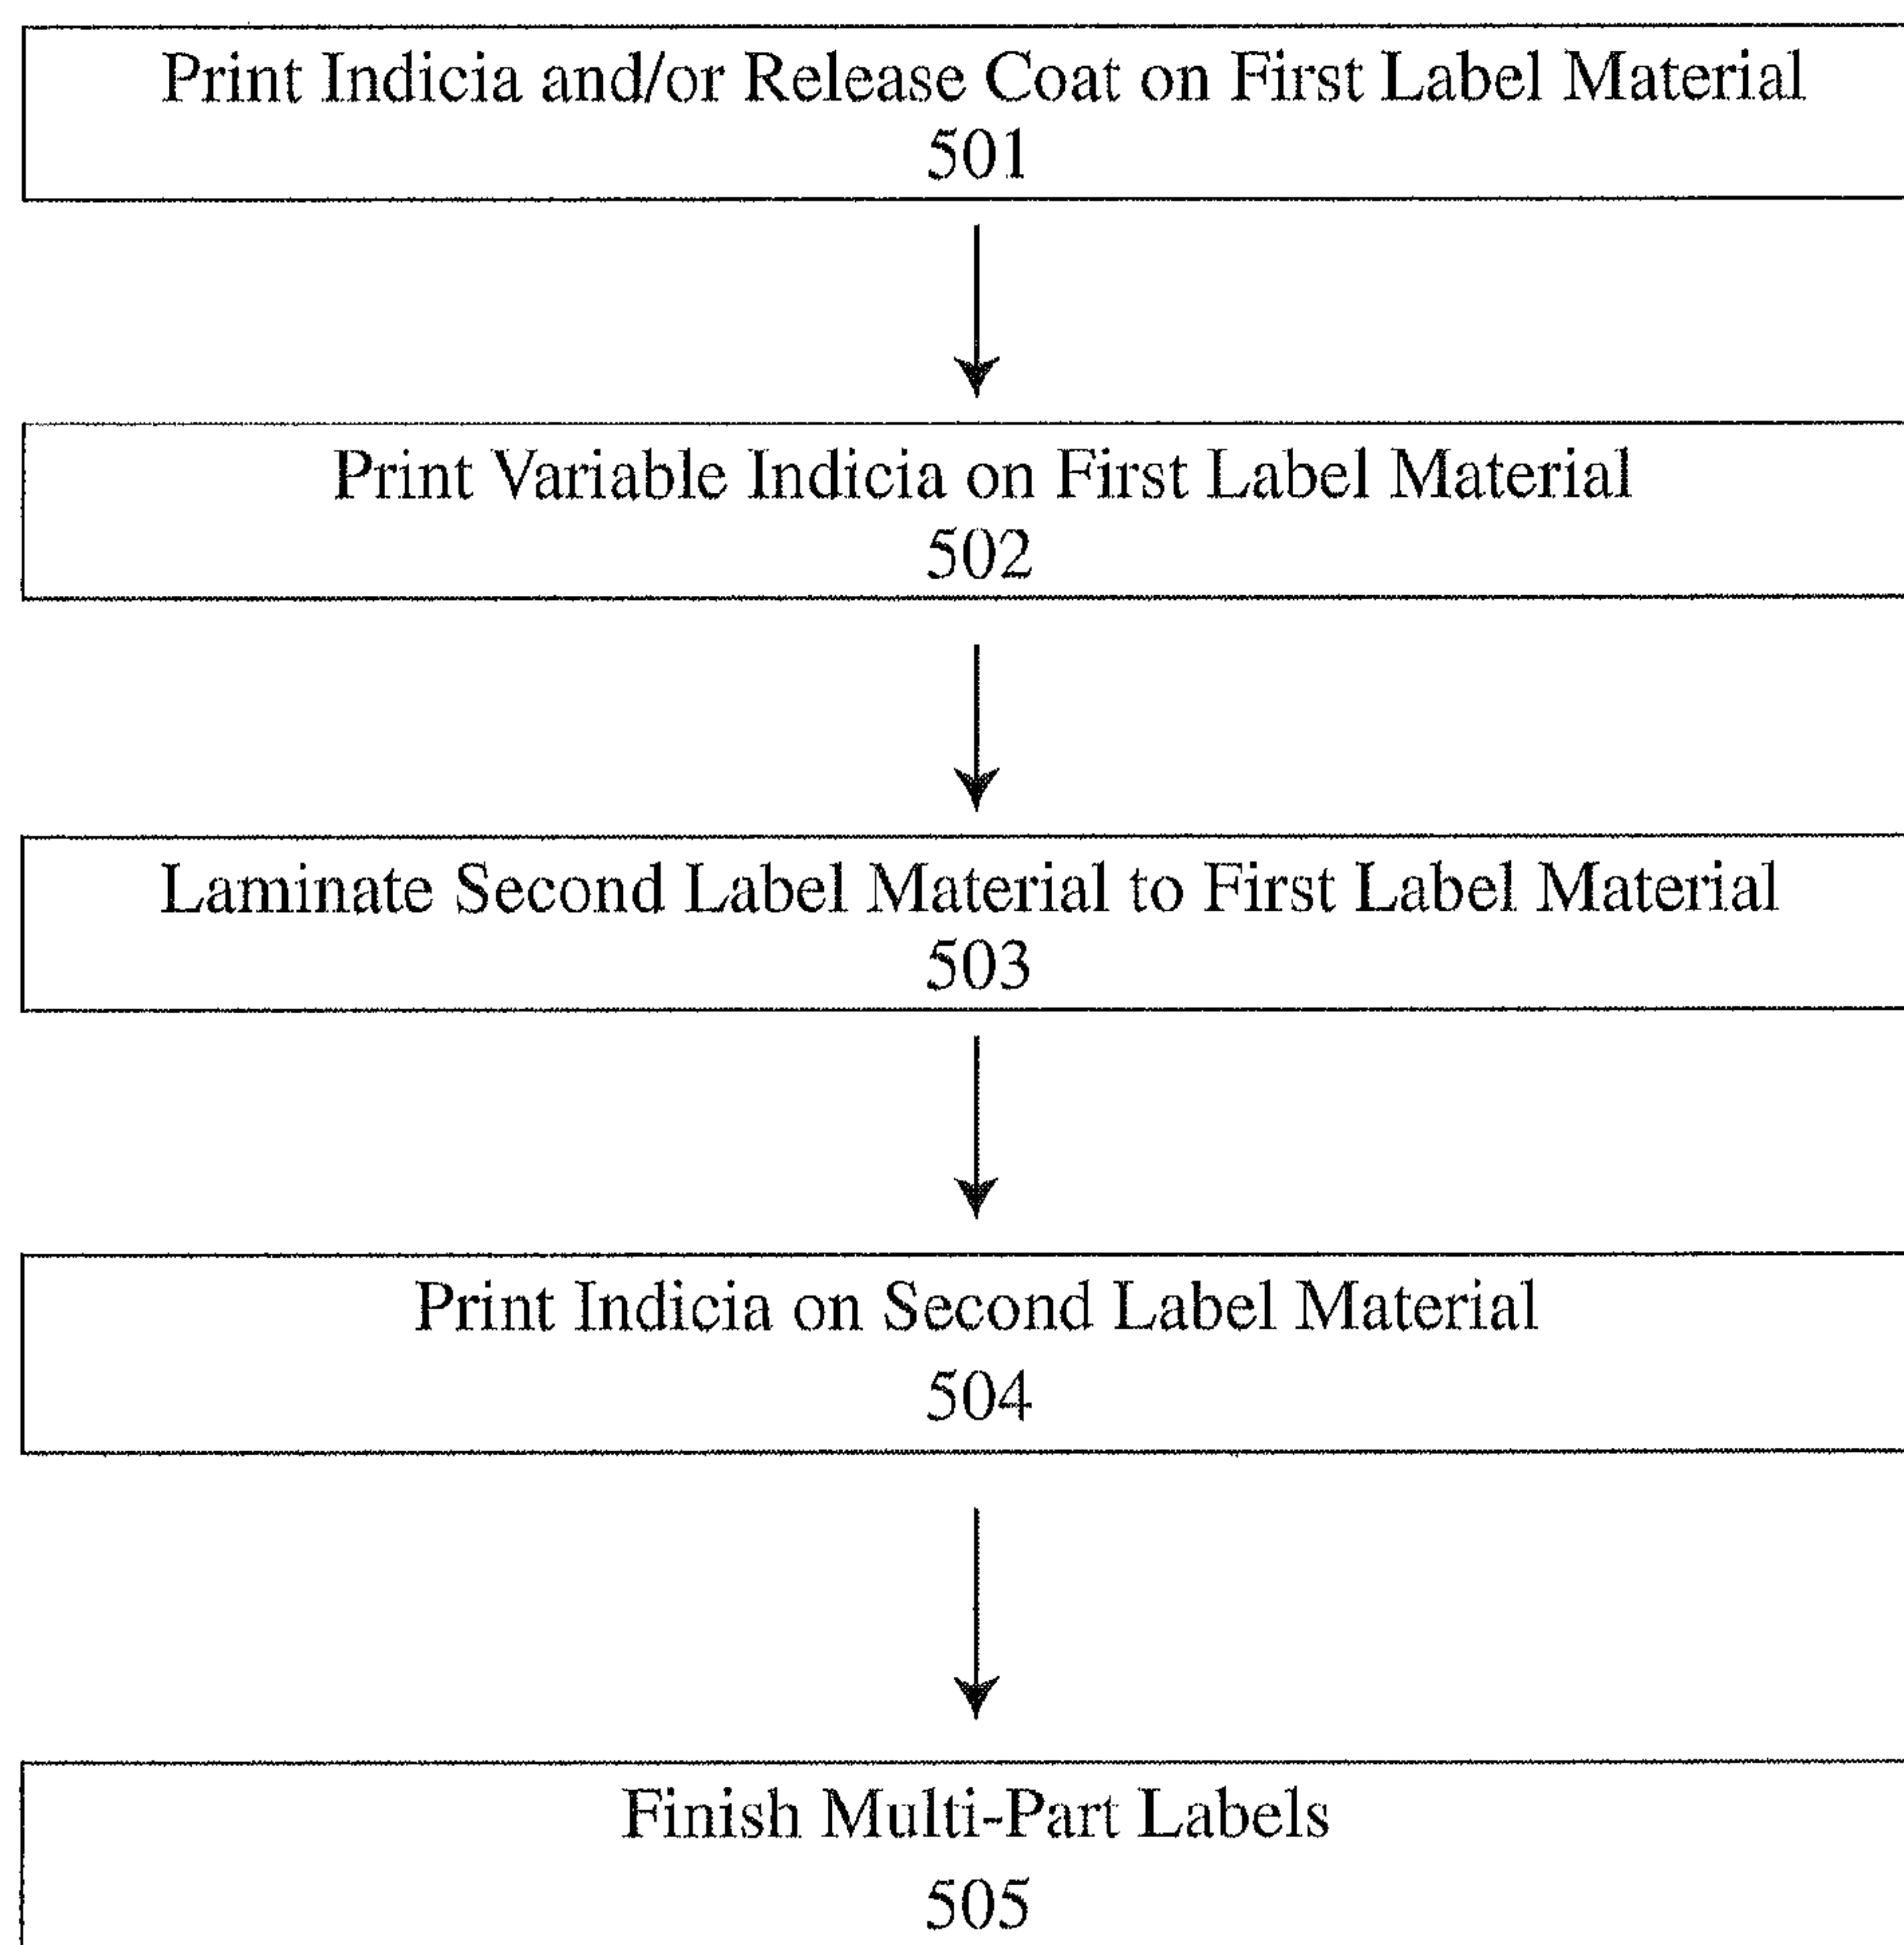 Print Indicia and/or Release Coat on First Label Material
501
Print Variable Indicia on First Label Material
502
Laminate Second Label Material to First Label Material
503
Print Indicia on Second Label Material
504
Finish Multi-Part Labels
505